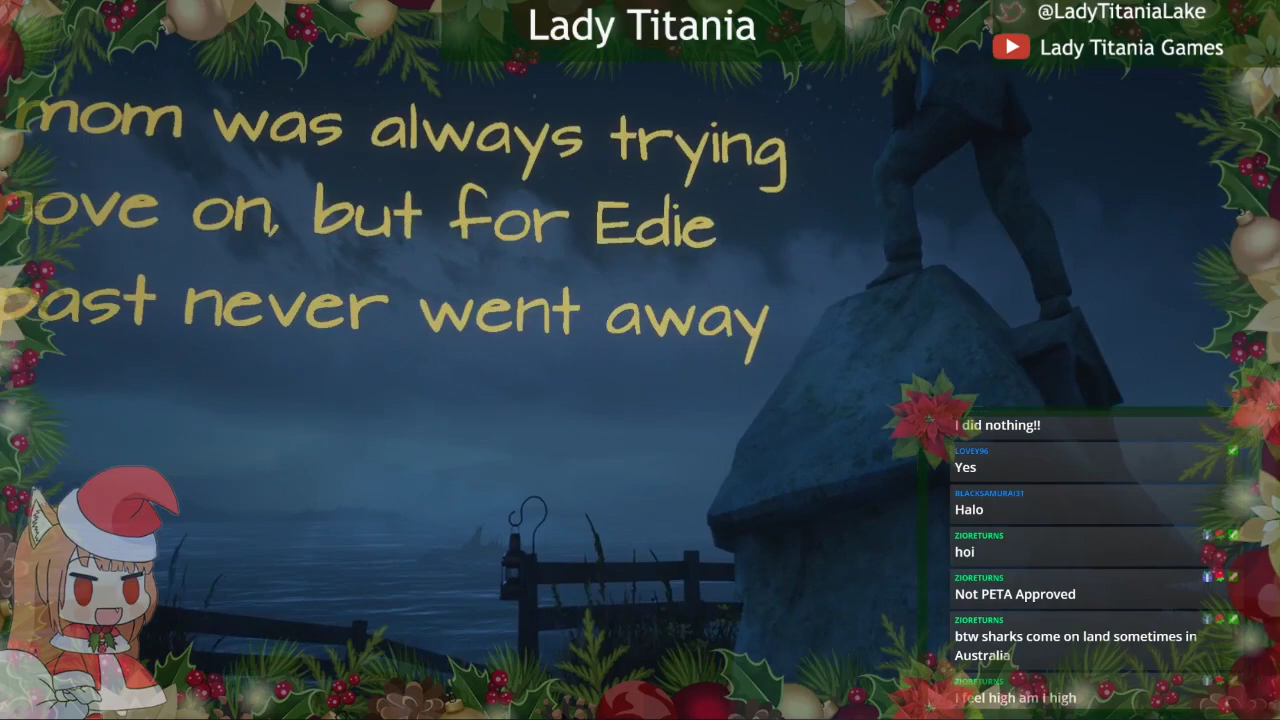 Lady Titania
@LadyTitaniaLake
Lady Titania Games
mom was always trying
move on, but for Edie
past never went away
I did nothing!!
LOVEY96
Yes
BLACKSAMURAI31
Halo
ZIORETURNS
hoi
ZIORETURNS
Not PETA Approved
ZIORETURNS
btw sharks come on land sometimes in
Australia
ZIORETURNS
I feel high am i high